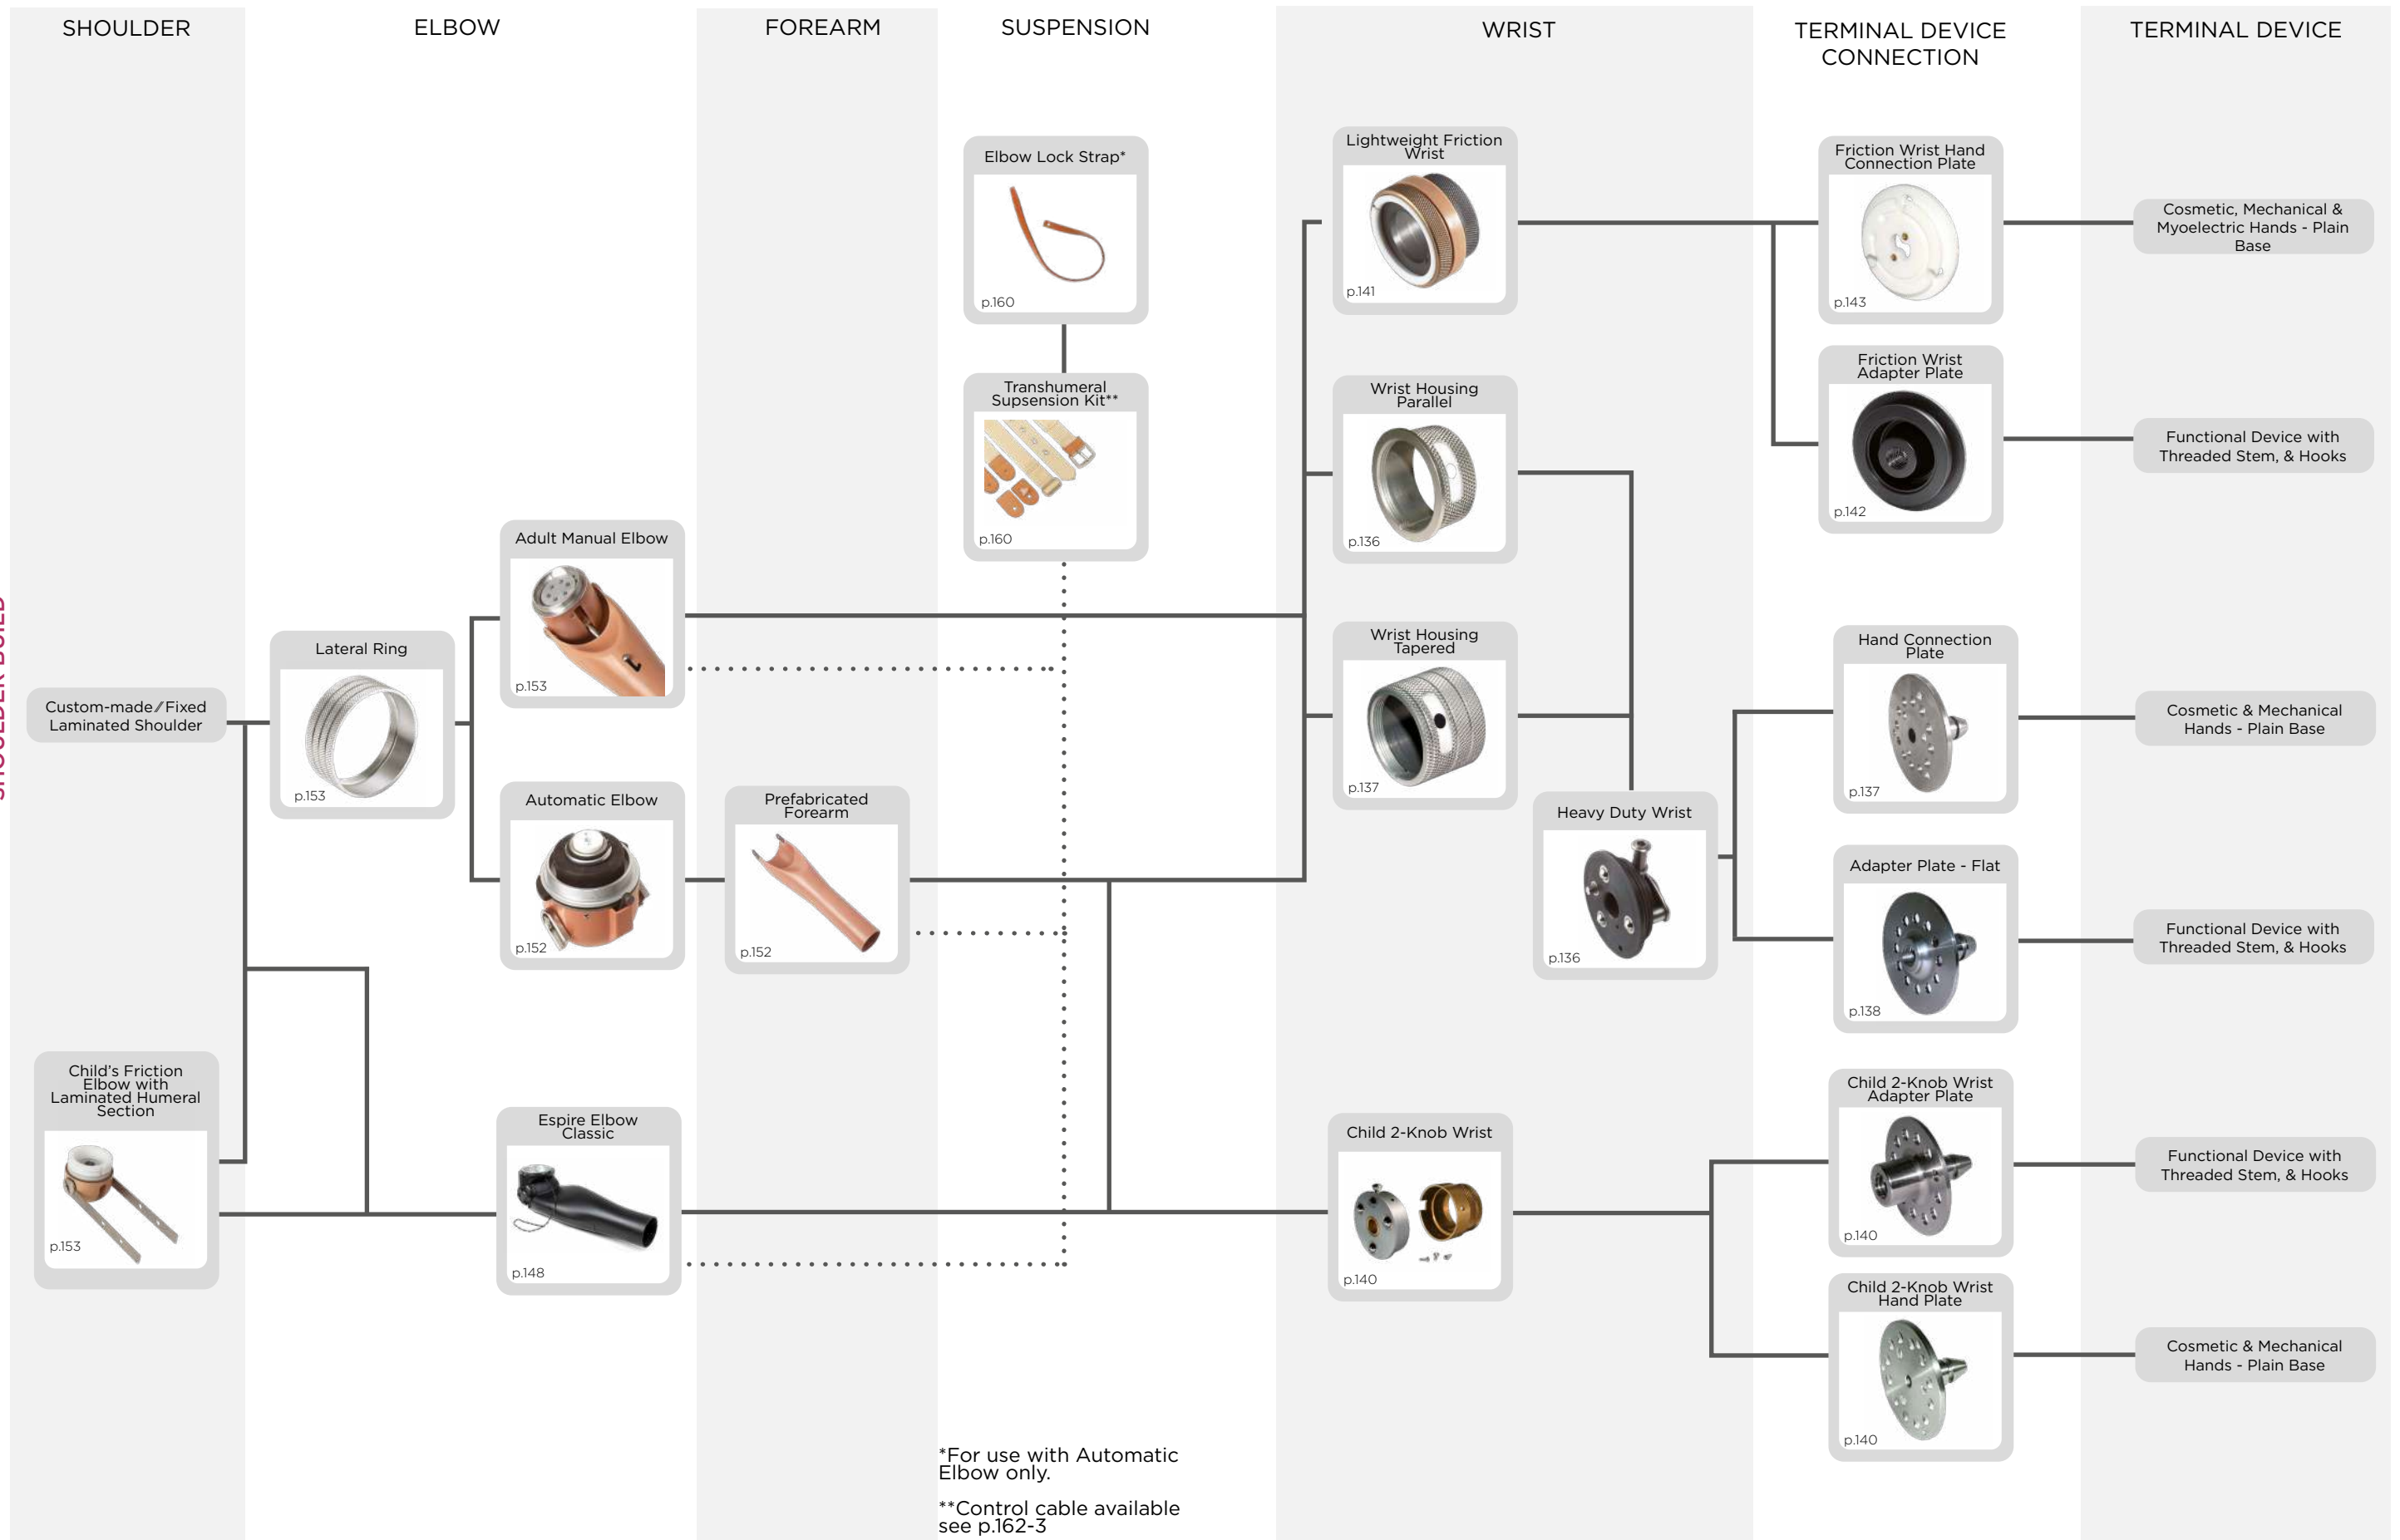 SHOULDER
ELBOW
FOREARM
SUSPENSION
WRIST
TERMINAL DEVICE
CONNECTION
TERMINAL DEVICE
SHOULDER BUILD
Custom-made/Fixed
Laminated Shoulder
Child's Friction
Elbow with
Laminated Humeral
Section
p.153
Lateral Ring
p.153
Adult Manual Elbow
p.153
Automatic Elbow
p.152
Espire Elbow
Classic
p.148
Prefabricated
Forearm
p.152
Elbow Lock Strap*
p.160
Transhumeral
Supsension Kit**
p.160
*For use with Automatic
Elbow only.
**Control cable available
see p.162-3
Lightweight Friction
Wrist
p.141
Wrist Housing
Parallel
p.136
Wrist Housing
Tapered
p.137
Heavy Duty Wrist
p.136
Child 2-Knob Wrist
p.140
Friction Wrist Hand
Connection Plate
p.143
Friction Wrist
Adapter Plate
p.142
Hand Connection
Plate
p.137
Adapter Plate - Flat
p.138
Child 2-Knob Wrist
Adapter Plate
p.140
Child 2-Knob Wrist
Hand Plate
p.140
Cosmetic, Mechanical &
Myoelectric Hands - Plain
Base
Functional Device with
Threaded Stem, & Hooks
Cosmetic & Mechanical
Hands - Plain Base
Functional Device with
Threaded Stem, & Hooks
Functional Device with
Threaded Stem, & Hooks
Cosmetic & Mechanical
Hands - Plain Base